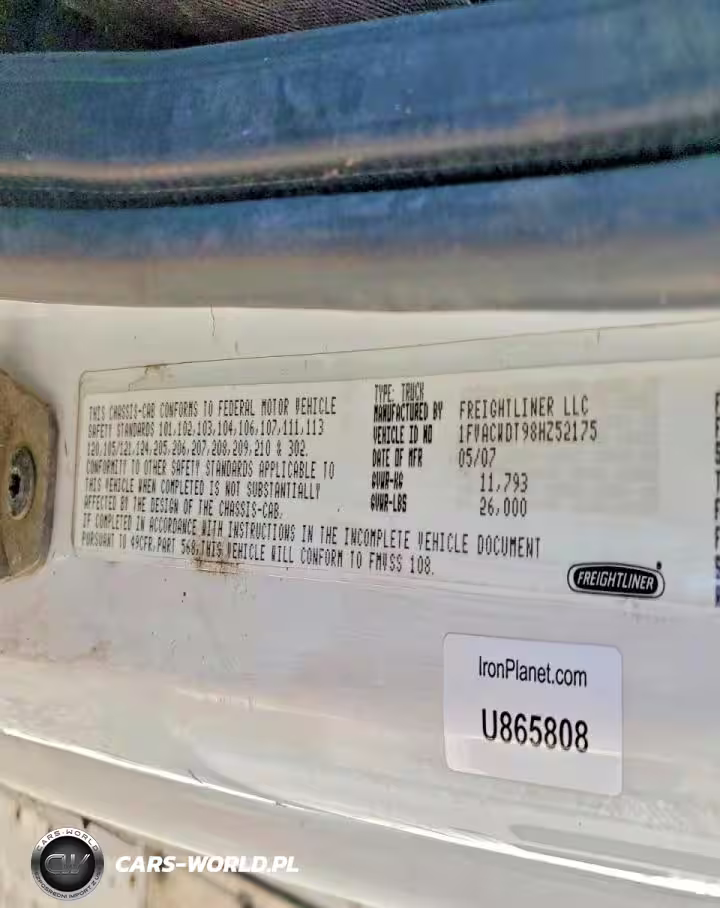 THIS CHASSIS-CAB CONFORMS TO FEDERAL MOTOR VEHICLE
SAFETY STANDARDS 101,102,103,104,106,107,111,113
120,105/121,124,205,206,207,208,209,210 & 302.
CONFORMITY TO OTHER SAFETY STANDARDS APPLICABLE TO
THIS VEHICLE WHEN COMPLETED IS NOT SUBSTANTIALLY
AFFECTED BY THE DESIGN OF THE CHASSIS-CAB.
IF COMPLETED IN ACCORDANCE WITH INSTRUCTIONS IN THE INCOMPLETE VEHICLE DOCUMENT
PURSUANT TO 49CFR,PART 568,THIS VEHICLE WILL CONFORM TO FMVSS 108.
TYPE: TRUCK
MANUFACTURED BY FREIGHTLINER LLC
VEHICLE ID NO 1FVACWDT98HZ52175
DATE OF MFR 05/07
GVWR-KG 11,793
GVWR-LBS 26,000
FREIGHTLINER
IronPlanet.com
U865808
CARS-WORLD
CARS-WORLD.PL